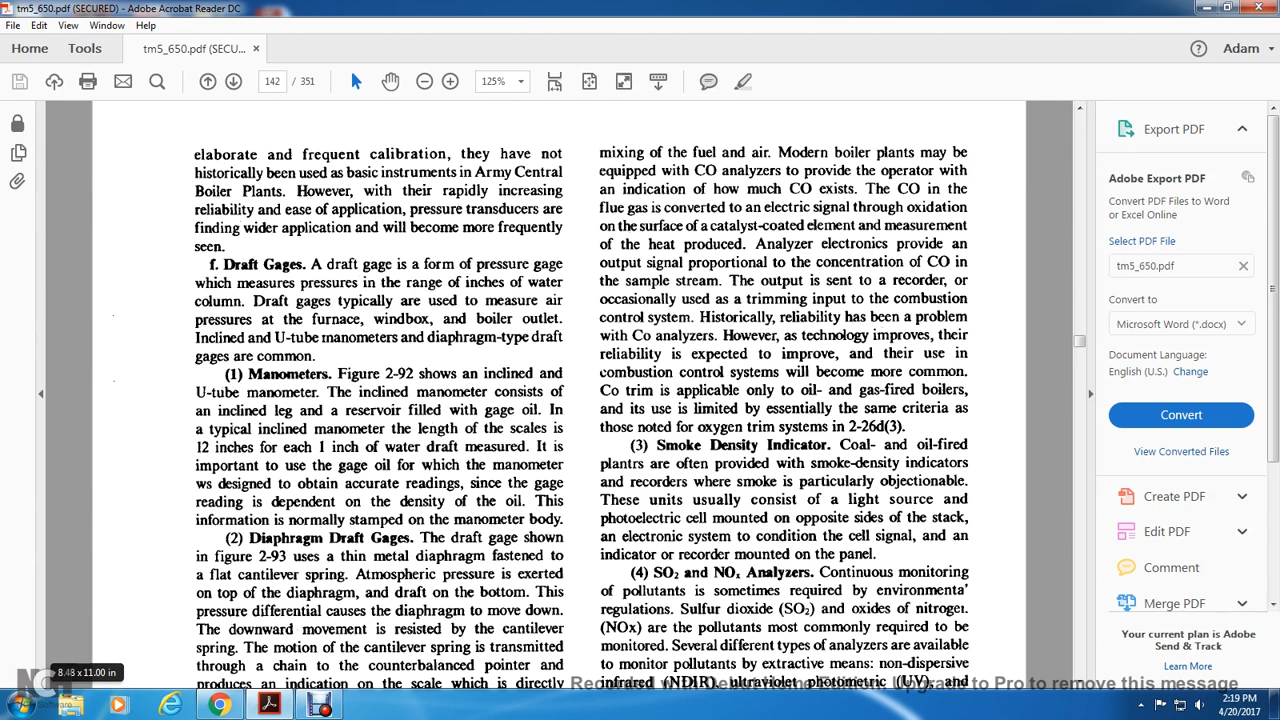 tm5_650.pdf (SECURED) - Adobe Acrobat Reader DC
File Edit View Window Help
Home Tools tm5_650.pdf (SECU... × Adam
142 / 351 125%
elaborate and frequent calibration, they have not
historically been used as basic instruments in Army Central
Boiler Plants. However, with their rapidly increasing
reliability and ease of application, pressure transducers are
finding wider application and will become more frequently
seen.
f. Draft Gages. A draft gage is a form of pressure gage
which measures pressures in the range of inches of water
column. Draft gages typically are used to measure air
pressures at the furnace, windbox, and boiler outlet.
Inclined and U-tube manometers and diaphragm-type draft
gages are common.
(1) Manometers. Figure 2-92 shows an inclined and
U-tube manometer. The inclined manometer consists of
an inclined leg and a reservoir filled with gage oil. In
a typical inclined manometer the length of the scales is
12 inches for each 1 inch of water draft measured. It is
important to use the gage oil for which the manometer
ws designed to obtain accurate readings, since the gage
reading is dependent on the density of the oil. This
information is normally stamped on the manometer body.
(2) Diaphragm Draft Gages. The draft gage shown
in figure 2-93 uses a thin metal diaphragm fastened to
a flat cantilever spring. Atmospheric pressure is exerted
on top of the diaphragm, and draft on the bottom. This
pressure differential causes the diaphragm to move down.
The downward movement is resisted by the cantilever
spring. The motion of the cantilever spring is transmitted
through a chain to the counterbalanced pointer and
produces an indication on the scale which is directly
mixing of the fuel and air. Modern boiler plants may be
equipped with CO analyzers to provide the operator with
an indication of how much CO exists. The CO in the
flue gas is converted to an electric signal through oxidation
on the surface of a catalyst-coated element and measurement
of the heat produced. Analyzer electronics provide an
output signal proportional to the concentration of CO in
the sample stream. The output is sent to a recorder, or
occasionally used as a trimming input to the combustion
control system. Historically, reliability has been a problem
with Co analyzers. However, as technology improves, their
reliability is expected to improve, and their use in
combustion control systems will become more common.
Co trim is applicable only to oil- and gas-fired boilers,
and its use is limited by essentially the same criteria as
those noted for oxygen trim systems in 2-26d(3).
(3) Smoke Density Indicator. Coal- and oil-fired
plantrs are often provided with smoke-density indicators
and recorders where smoke is particularly objectionable.
These units usually consist of a light source and
photoelectric cell mounted on opposite sides of the stack,
an electronic system to condition the cell signal, and an
indicator or recorder mounted on the panel.
(4) SO₂ and NOₓ Analyzers. Continuous monitoring
of pollutants is sometimes required by environmenta'
regulations. Sulfur dioxide (SO₂) and oxides of nitroger.
(NOx) are the pollutants most commonly required to be
monitored. Several different types of analyzers are available
to monitor pollutants by extractive means: non-dispersive
infrared (NDIR), ultraviolet photometric (UV), and
Export PDF
Adobe Export PDF
Convert PDF Files to Word
or Excel Online
Select PDF File
tm5_650.pdf
Convert to
Microsoft Word (*.docx)
Document Language:
English (U.S.) Change
Convert
View Converted Files
Create PDF
Edit PDF
Comment
Merge PDF
Your current plan is Adobe
Send & Track
Learn More
8.48 x 11.00 in
NCH
Software
to Pro to remove this message
2:19 PM
4/20/2017